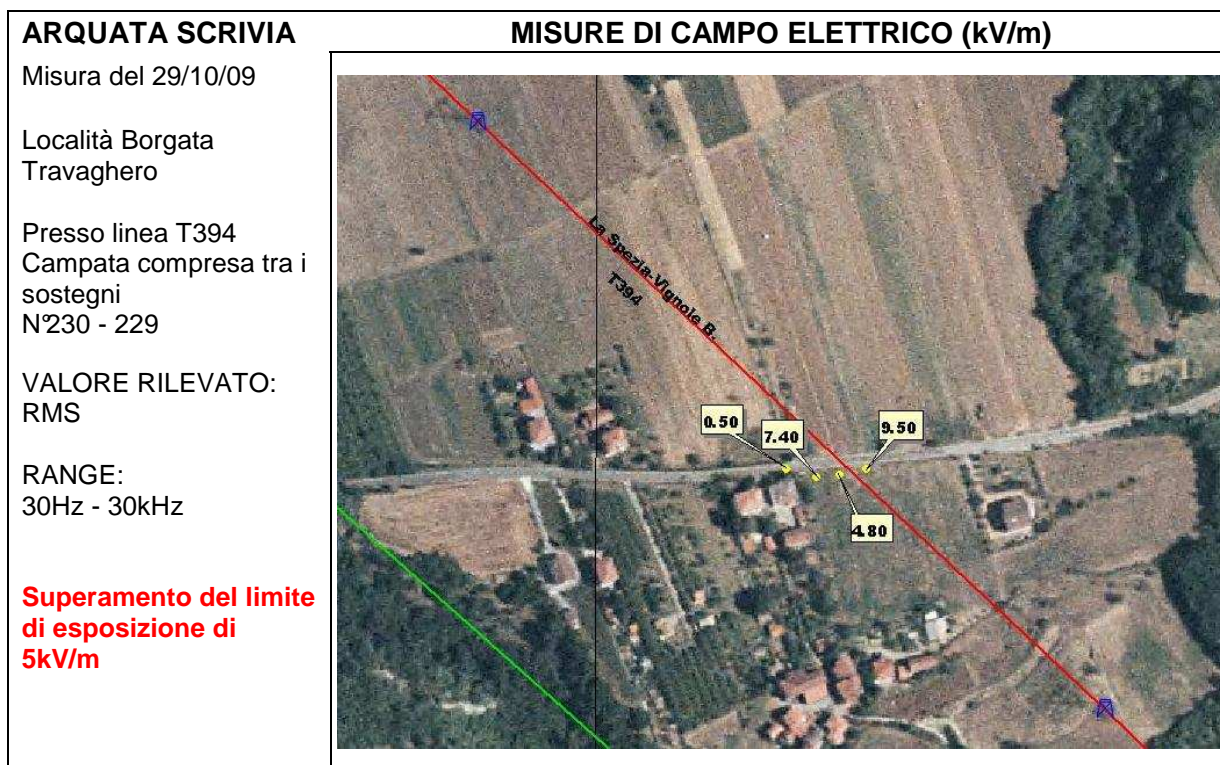 ARQUATA SCRIVIA
Misura del 29/10/09
Località Borgata
Travaghero
Presso linea T394
Campata compresa tra i
sostegni
N°230 - 229
VALORE RILEVATO:
RMS
RANGE:
30Hz - 30kHz
Superamento del limite
di esposizione di
5kV/m
MISURE DI CAMPO ELETTRICO (kV/m)
La Spezia-Vignole B.
T394
0.50
7.40
9.50
4.80